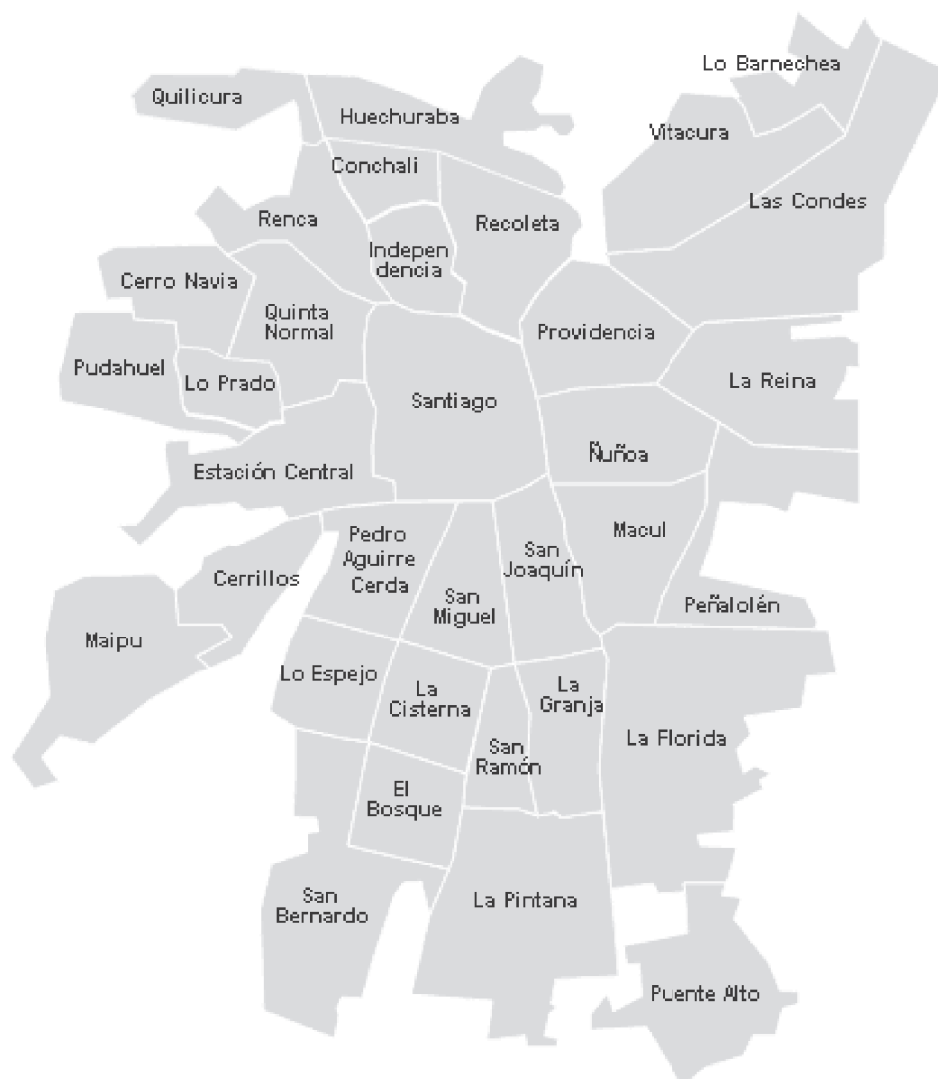 Lo Barnechea
Quilicura
Huechuraba
Vitacura
Conchali
Las Condes
Renca
Recoleta
Indepen
dencia
Cerro Navia
Quinta
Normal
Providencia
Pudahuel
Lo Prado
La Reina
Santiago
Ñuñoa
Estación Central
Macul
Pedro
Aguirre
Cerda
San
Joaquín
Cerrillos
San
Miguel
Peñalolén
Maipu
Lo Espejo
La
Cisterna
La
Granja
La Florida
San
Ramón
El
Bosque
San
Bernardo
La Pintana
Puente Alto